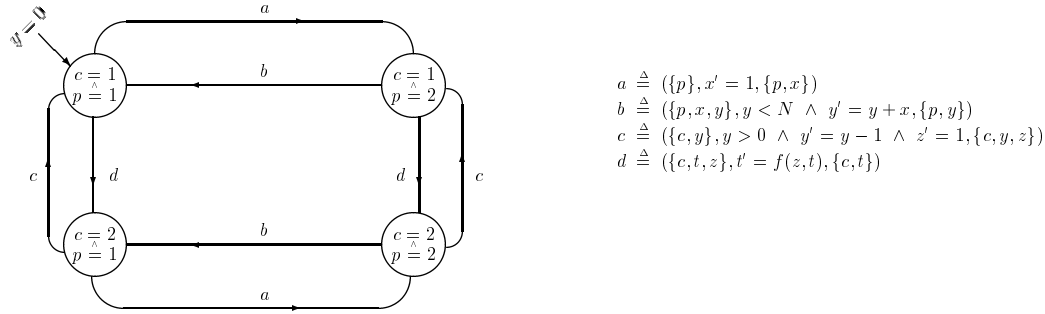 y=0
a
c = 1
∧
p = 1
b
c = 1
∧
p = 2
c
d
d
c
c = 2
∧
p = 1
b
c = 2
∧
p = 2
a
a ≜ ({p}, x′ = 1, {p, x})
b ≜ ({p, x, y}, y < N ∧ y′ = y + x, {p, y})
c ≜ ({c, y}, y > 0 ∧ y′ = y − 1 ∧ z′ = 1, {c, y, z})
d ≜ ({c, t, z}, t′ = f(z, t), {c, t})